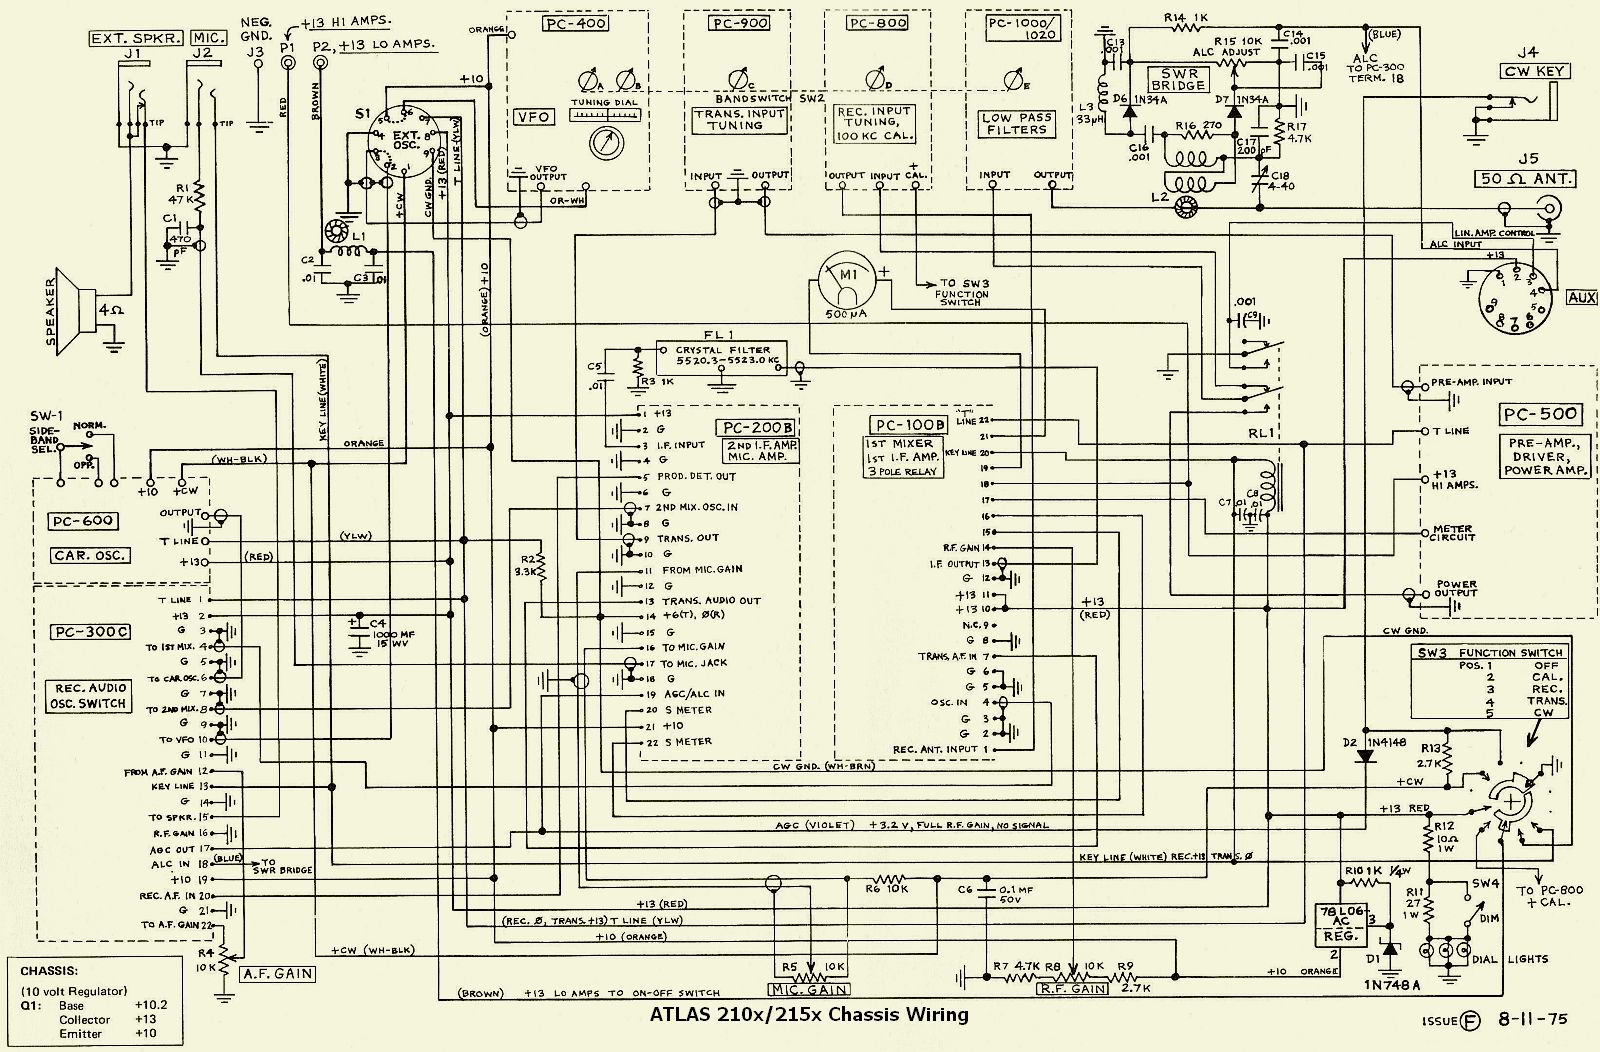 EXT. SPKR.
J1
MIC.
J2
NEG.
GND.
J3
P1
+13 HI AMPS.
P2, +13 LO AMPS.
RED
BROWN
TIP
TIP
R1
47K
C1
470
PF
SPEAKER
4Ω
S1
EXT.
OSC.
+10
ORANGE
L1
C2
.01
C3
.01
+CW
CW GND.
+13 (RED)
T LINE (YLW)
(ORANGE) +10
KEY LINE (WHITE)
PC-400
VFO
TUNING DIAL
A
B
VFO
OUTPUT
OR-WH
BANDSWITCH SW2
PC-900
C
TRANS. INPUT
TUNING
INPUT
OUTPUT
PC-800
D
REC. INPUT
TUNING,
100 KC CAL.
OUTPUT
INPUT
+
CAL.
PC-1000/
1020
E
LOW PASS
FILTERS
INPUT
OUTPUT
R14 1K
R15 10K
ALC ADJUST
C13
.001
C14
.001
C15
.001
SWR
BRIDGE
D6
1N34A
D7
1N34A
L3
33µH
R16 270
C16
.001
C17
200 pF
R17
4.7K
C18
4-40
L2
(BLUE)
ALC
TO PC-300
TERM. 18
J4
CW KEY
J5
50 Ω ANT.
LIN. AMP. CONTROL
ALC INPUT
+13
1
2
3
4
5
6
7
8
9
AUX
M1
+
500µA
TO SW3
FUNCTION
SWITCH
.001
C9
RL1
C7
.01
C8
.01
FL1
CRYSTAL FILTER
5520.3-5523.0 KC
C5
.01
R3 1K
SW-1
SIDE-
BAND
SEL.
NORM.
OPP.
ORANGE
(WH-BLK)
+10
+CW
PC-600
CAR. OSC.
OUTPUT
T LINE
+13
(YLW)
(RED)
R2
3.3K
C4
1000 MF
15 WV
PC-300C
REC. AUDIO
OSC. SWITCH
T LINE 1
+13 2
G 3
TO 1ST MIX. 4
G 5
TO CAR. OSC. 6
G 7
TO 2ND MIX. 8
G 9
TO VFO 10
G 11
FROM A.F. GAIN 12
KEY LINE 13
G 14
TO SPKR. 15
R.F. GAIN 16
AGC OUT 17
ALC IN 18
(BLUE)
TO
SWR BRIDGE
+10 19
REC. A.F. IN 20
G 21
TO A.F. GAIN 22
R4
10K
A.F. GAIN
PC-200B
2ND I.F. AMP.
MIC. AMP.
1 +13
2 G
3 I.F. INPUT
4 G
5 PROD. DET. OUT
6 G
7 2ND MIX. OSC. IN
8 G
9 TRANS. OUT
10 G
11 FROM MIC. GAIN
12 G
13 TRANS. AUDIO OUT
14 +6(T), Ø(R)
15 G
16 TO MIC. GAIN
17 TO MIC. JACK
18 G
19 AGC/ALC IN
20 S METER
21 +10
22 S METER
PC-100B
1ST MIXER
1ST I.F. AMP.
3 POLE RELAY
"T"
LINE 22
21
KEY LINE 20
19
18
17
16
15
R.F. GAIN 14
I.F. OUTPUT 13
G 12
+13 11
+13 10
N.C. 9
G 8
TRANS. A.F. IN 7
G 6
G 5
OSC. IN 4
G 3
G 2
REC. ANT. INPUT 1
+13
(RED)
PC-500
PRE-AMP.,
DRIVER,
POWER AMP.
PRE-AMP. INPUT
T LINE
+13
HI AMPS.
METER
CIRCUIT
POWER
OUTPUT
CW GND.
SW3 FUNCTION SWITCH
POS. 1 OFF
2 CAL.
3 REC.
4 TRANS.
5 CW
D2
1N4148
R13
2.7K
+CW
+13 RED
R12
10Ω
1W
R10 1K 1/4W
R11
27
1W
SW4
DIM
TO PC-800
+ CAL.
78L06-
AC
REG.
3
2
D1
1N748A
DIAL LIGHTS
CW GND. (WH-BRN)
AGC (VIOLET) +3.2 V, FULL R.F. GAIN, NO SIGNAL
KEY LINE (WHITE) REC.+13 TRANS. Ø
R6 10K
C6
0.1 MF
50V
+13 (RED)
(REC. Ø, TRANS. +13) T LINE (YLW)
+10 (ORANGE)
+CW (WH-BLK)
R5
10K
MIC. GAIN
R7 4.7K
R8
10K
R9
2.7K
R.F. GAIN
+10 ORANGE
(BROWN) +13 LO AMPS TO ON-OFF SWITCH
CHASSIS:
(10 volt Regulator)
Q1: Base +10.2
Collector +13
Emitter +10
ATLAS 210x/215x Chassis Wiring
ISSUE F 8-11-75